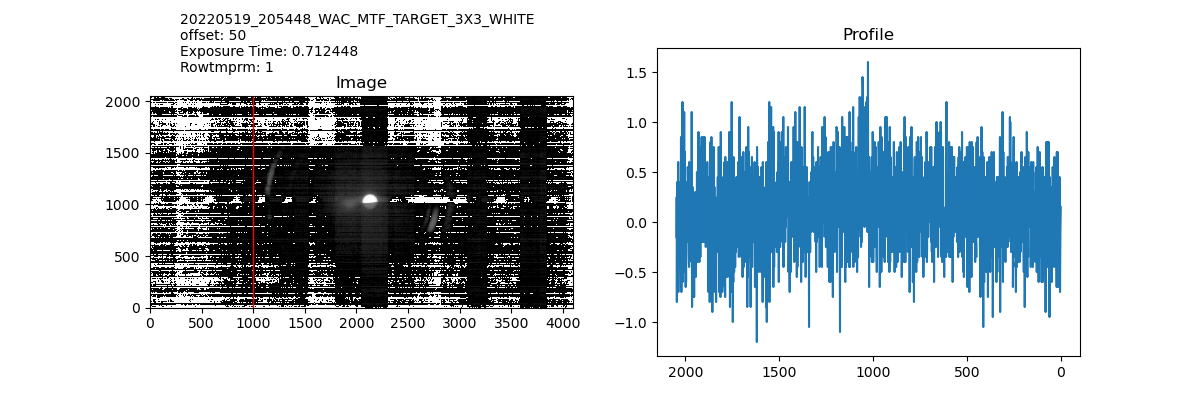 20220519_205448_WAC_MTF_TARGET_3X3_WHITE
offset: 50
Exposure Time: 0.712448
Rowtmprm: 1
Image
2000
1500
1000
500
0
0 500 1000 1500 2000 2500 3000 3500 4000
Profile
1.5
1.0
0.5
0.0
−0.5
−1.0
2000 1500 1000 500 0